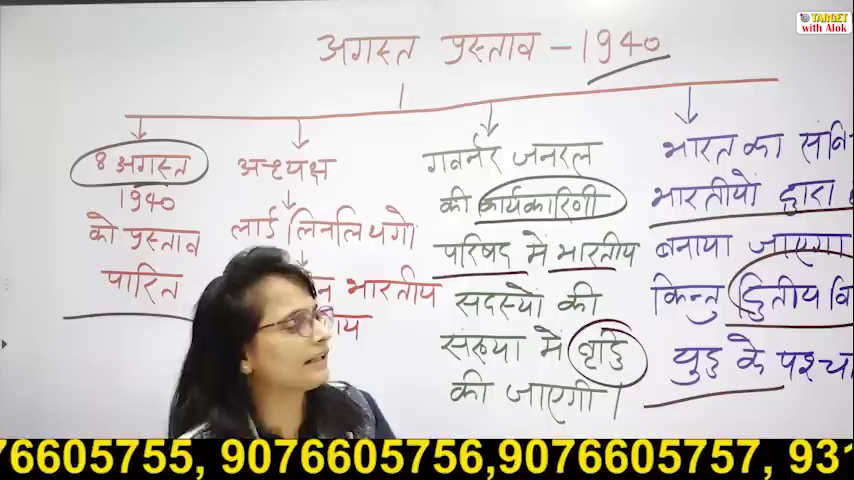 TARGET
with Alok
अगस्त प्रस्ताव - 1940
8 अगस्त
1940
को प्रस्ताव
पारित
अध्यक्ष
लार्ड लिनलिथगो
न भारतीय
गवर्नर जनरल
की कार्यकारिणी
परिषद में भारतीय
सदस्यो की
संख्या में वृद्धि
की जाएगी।
भारत का संवि
भारतीयों द्वारा
बनाया जाएगा
किन्तु द्वितीय वि
युद्ध के पश्चा
76605755, 9076605756,9076605757, 931